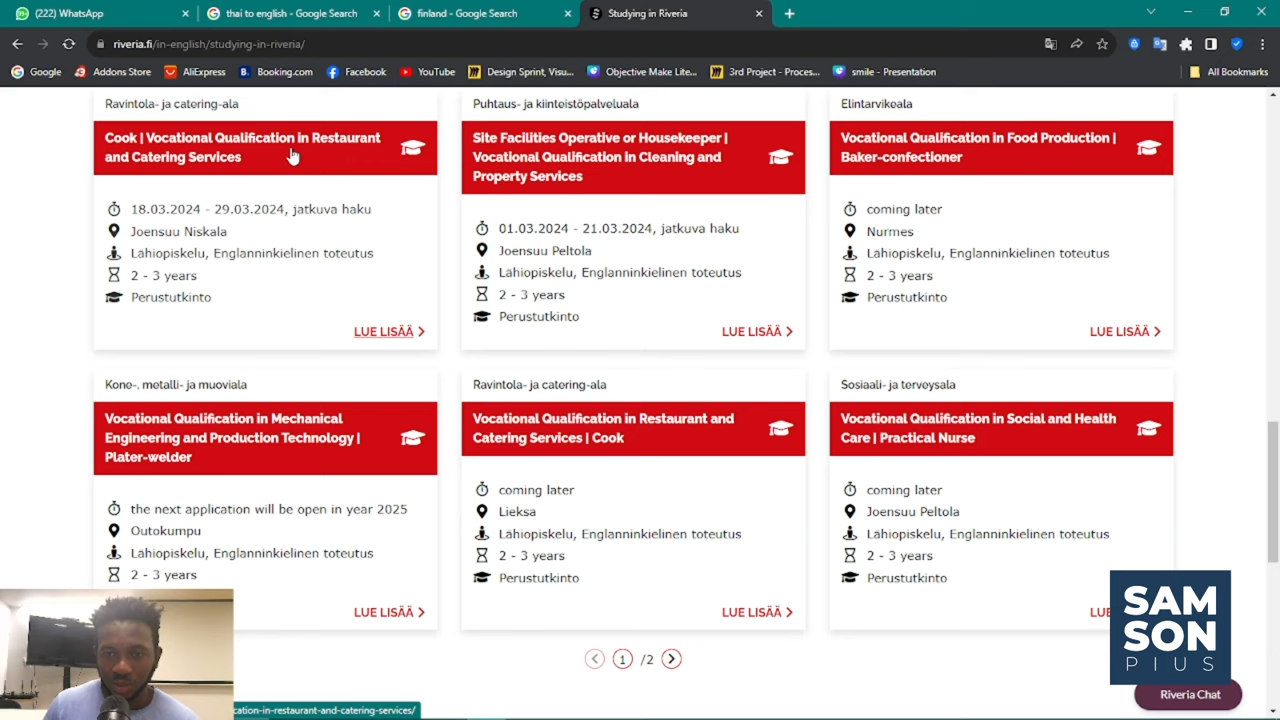 (222) WhatsApp
thai to english - Google Search
finland - Google Search
Studying in Riveria
riveria.fi/in-english/studying-in-riveria/
Google
Addons Store
AliExpress
Booking.com
Facebook
YouTube
Design Sprint, Visu...
Objective Make Lite...
3rd Project - Proces...
smile - Presentation
All Bookmarks
Ravintola- ja catering-ala
Cook | Vocational Qualification in Restaurant
and Catering Services
18.03.2024 - 29.03.2024, jatkuva haku
Joensuu Niskala
Lähiopiskelu, Englanninkielinen toteutus
2 - 3 years
Perustutkinto
LUE LISÄÄ
Puhtaus- ja kiinteistöpalveluala
Site Facilities Operative or Housekeeper |
Vocational Qualification in Cleaning and
Property Services
01.03.2024 - 21.03.2024, jatkuva haku
Joensuu Peltola
Lähiopiskelu, Englanninkielinen toteutus
2 - 3 years
Perustutkinto
LUE LISÄÄ
Elintarvikeala
Vocational Qualification in Food Production |
Baker-confectioner
coming later
Nurmes
Lähiopiskelu, Englanninkielinen toteutus
2 - 3 years
Perustutkinto
LUE LISÄÄ
Kone-, metalli- ja muoviala
Vocational Qualification in Mechanical
Engineering and Production Technology |
Plater-welder
the next application will be open in year 2025
Outokumpu
Lähiopiskelu, Englanninkielinen toteutus
2 - 3 years
LUE LISÄÄ
Ravintola- ja catering-ala
Vocational Qualification in Restaurant and
Catering Services | Cook
coming later
Lieksa
Lähiopiskelu, Englanninkielinen toteutus
2 - 3 years
Perustutkinto
LUE LISÄÄ
Sosiaali- ja terveysala
Vocational Qualification in Social and Health
Care | Practical Nurse
coming later
Joensuu Peltola
Lähiopiskelu, Englanninkielinen toteutus
2 - 3 years
Perustutkinto
LUE
SAM
SON
PIUS
1 /2
Riveria Chat
cation-in-restaurant-and-catering-services/